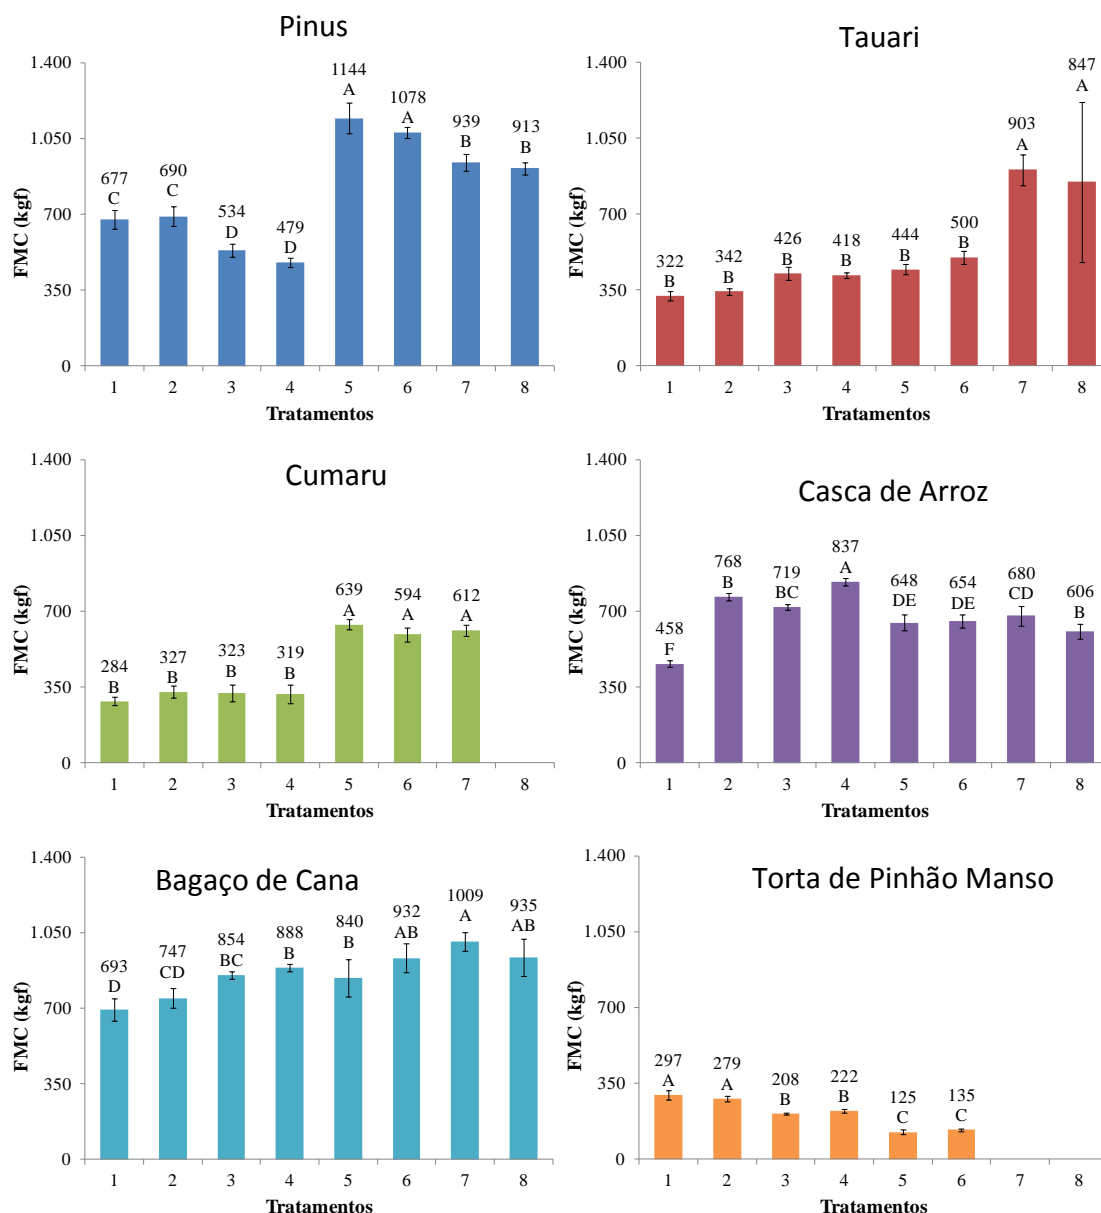 Pinus
1.400
1.050
700
350
0
FMC (kgf)
677
C
690
C
534
D
479
D
1144
A
1078
A
939
B
913
B
1 2 3 4 5 6 7 8
Tratamentos
Tauari
1.400
1.050
700
350
0
FMC (kgf)
322
B
342
B
426
B
418
B
444
B
500
B
903
A
847
A
1 2 3 4 5 6 7 8
Tratamentos
Cumaru
1.400
1.050
700
350
0
FMC (kgf)
284
B
327
B
323
B
319
B
639
A
594
A
612
A
1 2 3 4 5 6 7 8
Tratamentos
Casca de Arroz
1.400
1.050
700
350
0
FMC (kgf)
458
F
768
B
719
BC
837
A
648
DE
654
DE
680
CD
606
B
1 2 3 4 5 6 7 8
Tratamentos
Bagaço de Cana
1.400
1.050
700
350
0
FMC (kgf)
693
D
747
CD
854
BC
888
B
840
B
932
AB
1009
A
935
AB
1 2 3 4 5 6 7 8
Tratamentos
Torta de Pinhão Manso
1.400
1.050
700
350
0
FMC (kgf)
297
A
279
A
208
B
222
B
125
C
135
C
1 2 3 4 5 6 7 8
Tratamentos